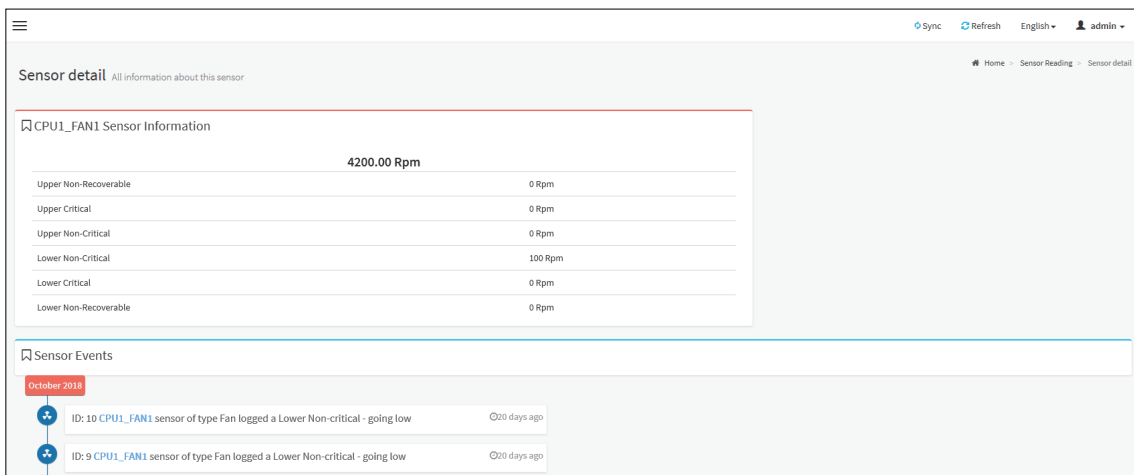 Sync Refresh English admin
Sensor detail All information about this sensor
Home > Sensor Reading > Sensor detail
CPU1_FAN1 Sensor Information
4200.00 Rpm
Upper Non-Recoverable 0 Rpm
Upper Critical 0 Rpm
Upper Non-Critical 0 Rpm
Lower Non-Critical 100 Rpm
Lower Critical 0 Rpm
Lower Non-Recoverable 0 Rpm
Sensor Events
October 2018
ID: 10 CPU1_FAN1 sensor of type Fan logged a Lower Non-critical - going low 20 days ago
ID: 9 CPU1_FAN1 sensor of type Fan logged a Lower Non-critical - going low 20 days ago